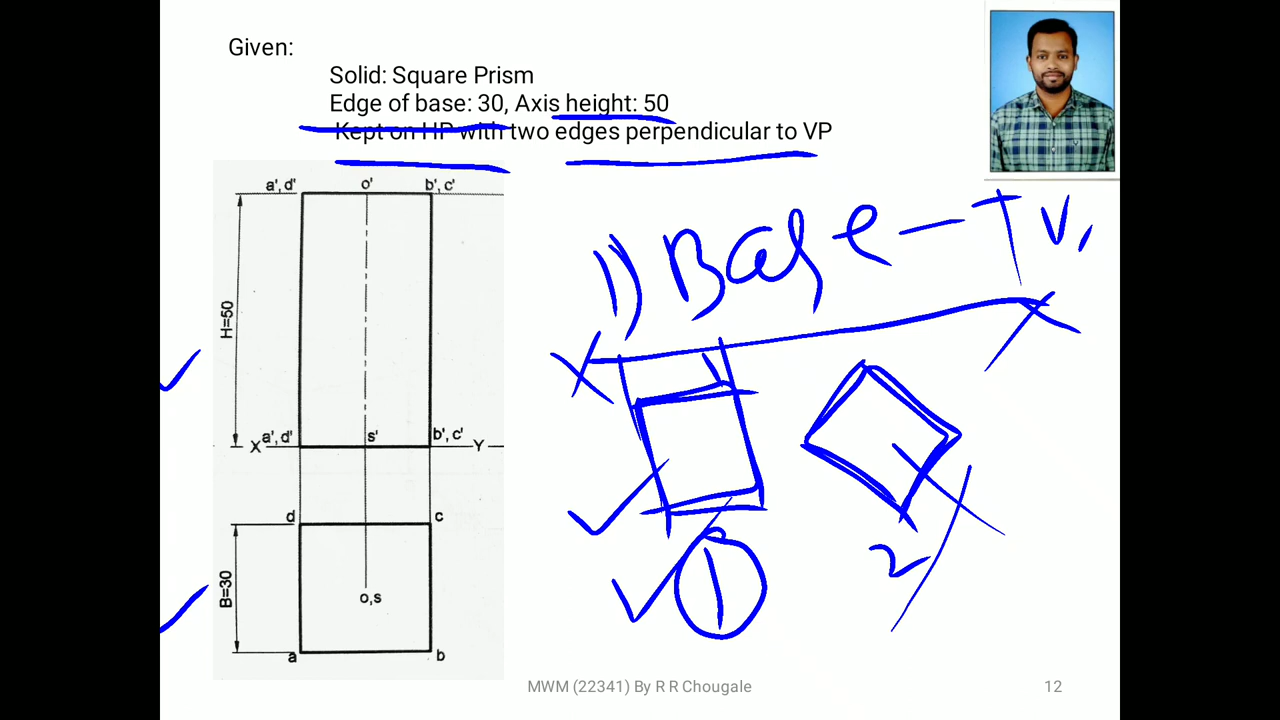 Given:
Solid: Square Prism
Edge of base: 30, Axis height: 50
Kept on HP with two edges perpendicular to VP
1) Base – TV.
a', d' o' b', c'
H=50
X a', d' s' b', c' Y
X X
d c
B=30
o,s
a b
1
2
MWM (22341) By R R Chougale 12